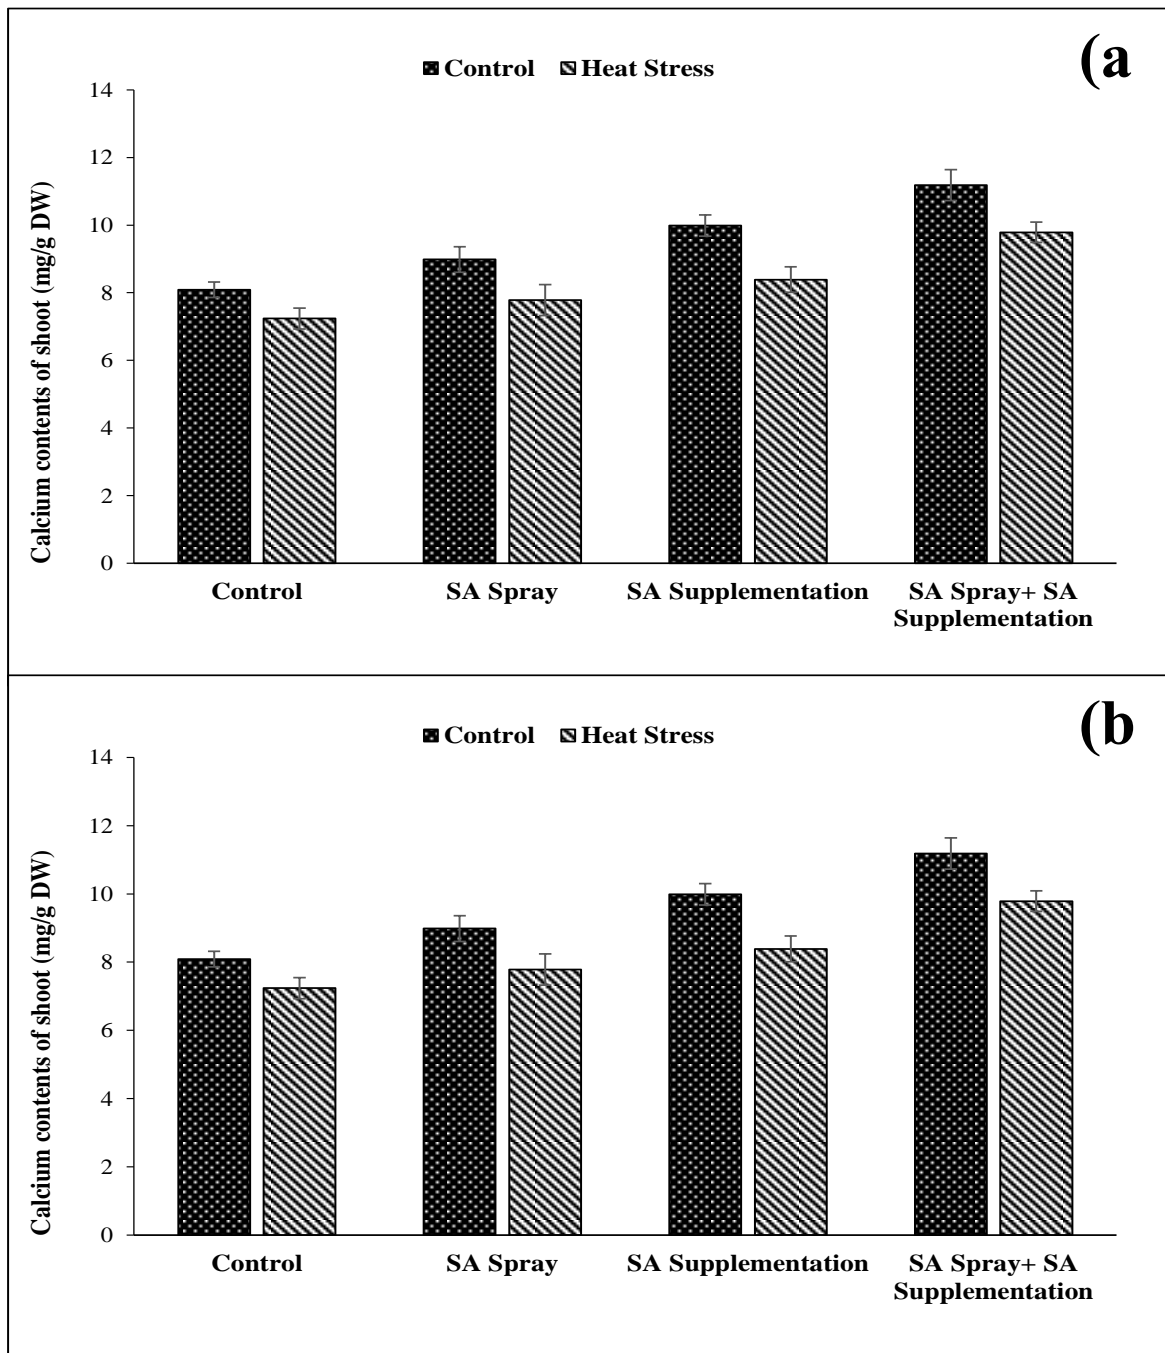 (a
Control Heat Stress
14
12
10
8
6
4
2
0
Calcium contents of shoot (mg/g DW)
Control
SA Spray
SA Supplementation
SA Spray+ SA
Supplementation
(b
Control Heat Stress
14
12
10
8
6
4
2
0
Calcium contents of shoot (mg/g DW)
Control
SA Spray
SA Supplementation
SA Spray+ SA
Supplementation